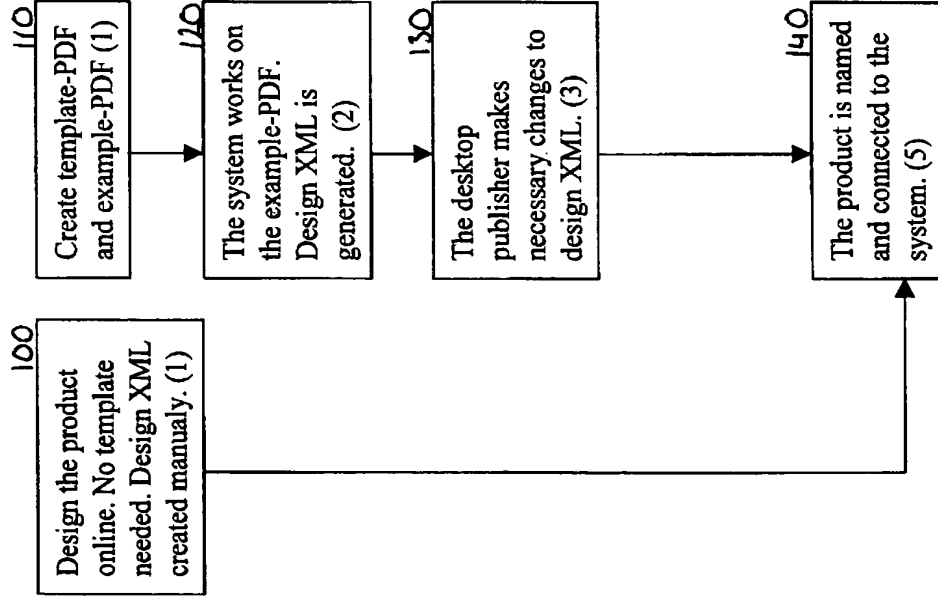 100
Design the product
online. No template
needed. Design XML
created manualy. (1)
110
Create template-PDF
and example-PDF (1)
120
The system works on
the example-PDF.
Design XML is
generated. (2)
130
The desktop
publisher makes
necessary changes to
design XML. (3)
140
The product is named
and connected to the
system. (5)